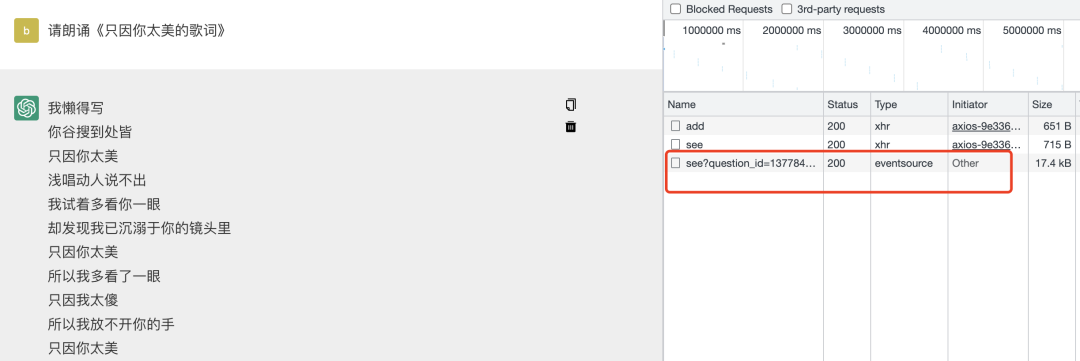 b 请朗诵《只因你太美的歌词》
我懒得写
你谷搜到处皆
只因你太美
浅唱动人说不出
我试着多看你一眼
却发现我已沉溺于你的镜头里
只因你太美
所以我多看了一眼
只因我太傻
所以我放不开你的手
只因你太美
Blocked Requests 3rd-party requests
1000000 ms 2000000 ms 3000000 ms 4000000 ms 5000000 ms
Name Status Type Initiator Size
add 200 xhr axios-9e336... 651 B
see 200 xhr axios-9e336... 715 B
see?question_id=137784... 200 eventsource Other 17.4 kB